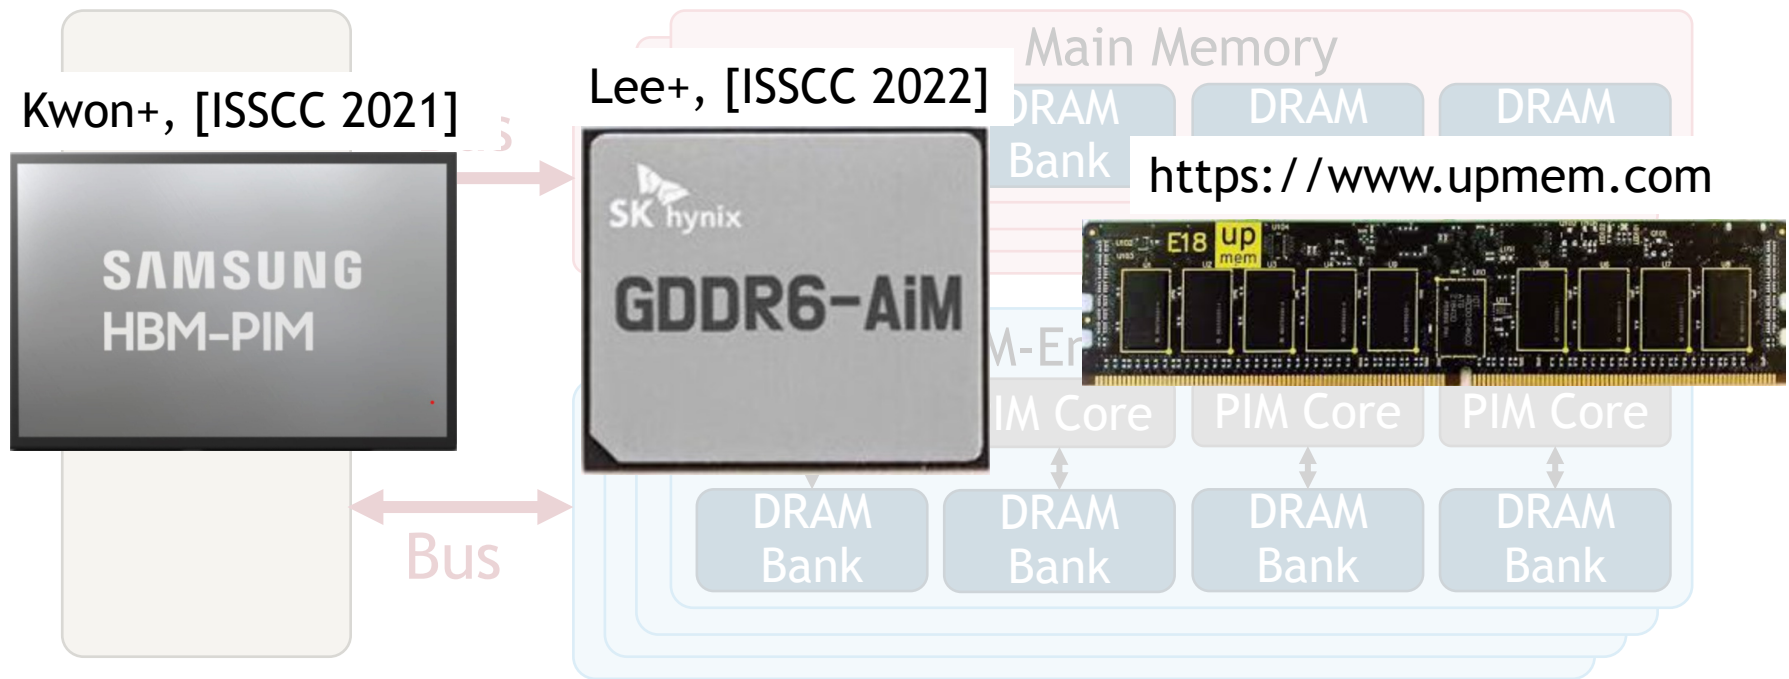 Main Memory
Kwon+, [ISSCC 2021]
Lee+, [ISSCC 2022]
DRAM
Bank
DRAM
DRAM
https://www.upmem.com
SAMSUNG
HBM-PIM
SK hynix
GDDR6-AiM
E18
up
mem
PIM Core
PIM Core
Bus
DRAM
Bank
DRAM
Bank
DRAM
Bank
DRAM
Bank